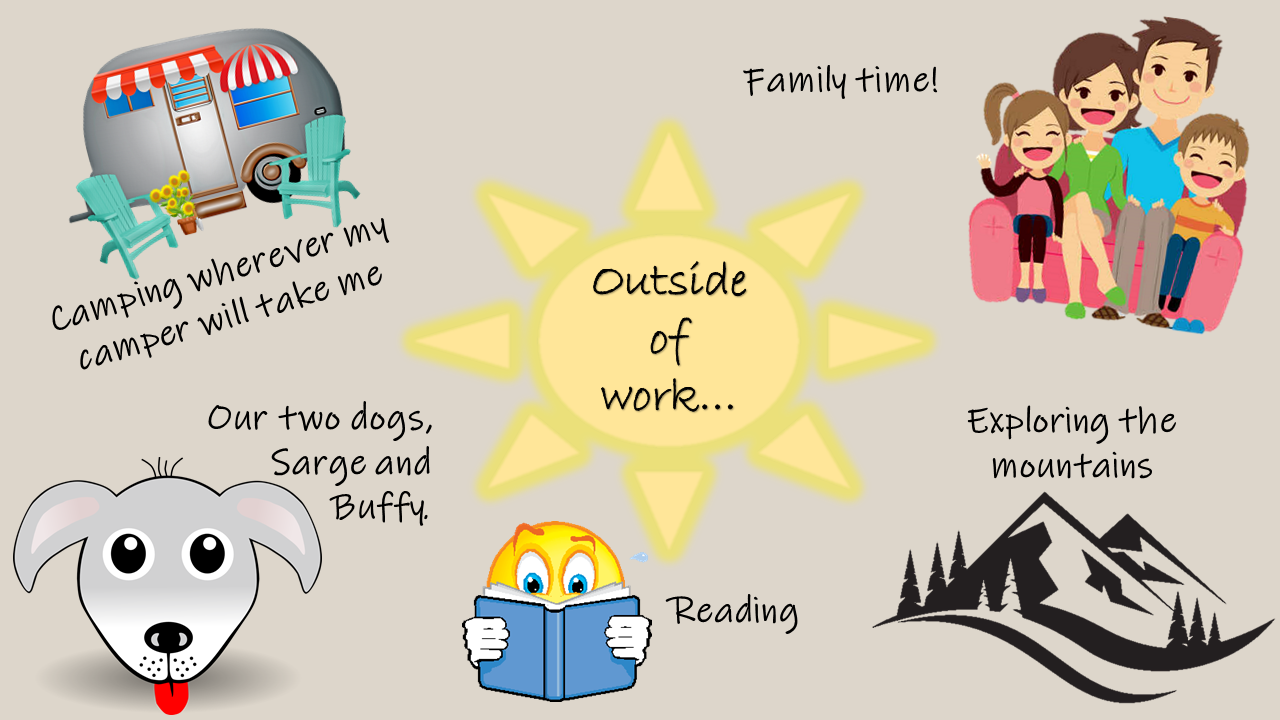 Family time!
Camping wherever my
camper will take me
Outside
of
work...
Our two dogs,
Sarge and
Buffy.
Exploring the
mountains
Reading